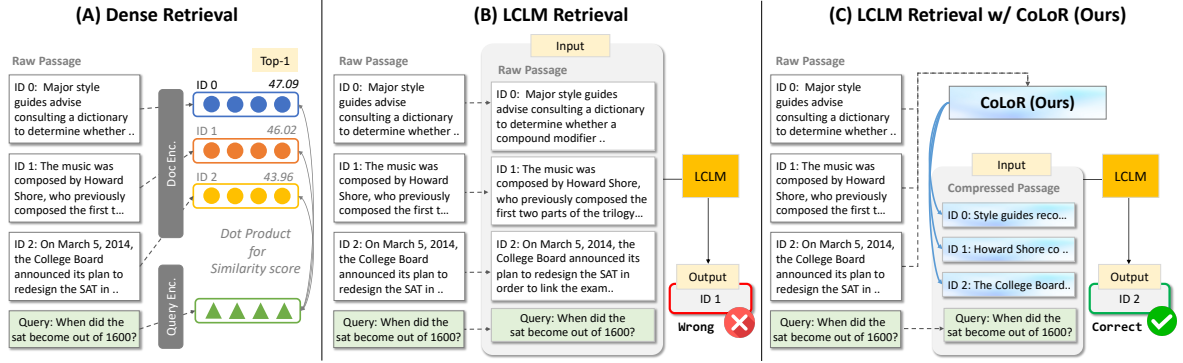 (A) Dense Retrieval
Raw Passage
Top-1
ID 0: Major style
guides advise
consulting a dictionary
to determine whether ..
ID 1: The music was
composed by Howard
Shore, who previously
composed the first t...
ID 2: On March 5, 2014,
the College Board
announced its plan to
redesign the SAT in ..
Query: When did the
sat become out of 1600?
Doc Enc.
Query Enc.
ID 0
47.09
ID 1
46.02
ID 2
43.96
Dot Product
for
Similarity score
(B) LCLM Retrieval
Raw Passage
ID 0: Major style
guides advise
consulting a dictionary
to determine whether ..
ID 1: The music was
composed by Howard
Shore, who previously
composed the first t...
ID 2: On March 5, 2014,
the College Board
announced its plan to
redesign the SAT in ..
Query: When did the
sat become out of 1600?
Input
Raw Passage
ID 0: Major style guides
advise consulting a dictionary
to determine whether a
compound modifier ..
ID 1: The music was
composed by Howard Shore,
who previously composed the
first two parts of the trilogy...
ID 2: On March 5, 2014, the
College Board announced its
plan to redesign the SAT in
order to link the exam..
Query: When did the
sat become out of 1600?
LCLM
Output
ID 1
Wrong
(C) LCLM Retrieval w/ CoLoR (Ours)
Raw Passage
ID 0: Major style
guides advise
consulting a dictionary
to determine whether ..
ID 1: The music was
composed by Howard
Shore, who previously
composed the first t...
ID 2: On March 5, 2014,
the College Board
announced its plan to
redesign the SAT in ..
Query: When did the
sat become out of 1600?
CoLoR (Ours)
Input
Compressed Passage
ID 0: Style guides reco...
ID 1: Howard Shore co ..
ID 2: The College Board..
Query: When did the
sat become out of 1600?
LCLM
Output
ID 2
Correct